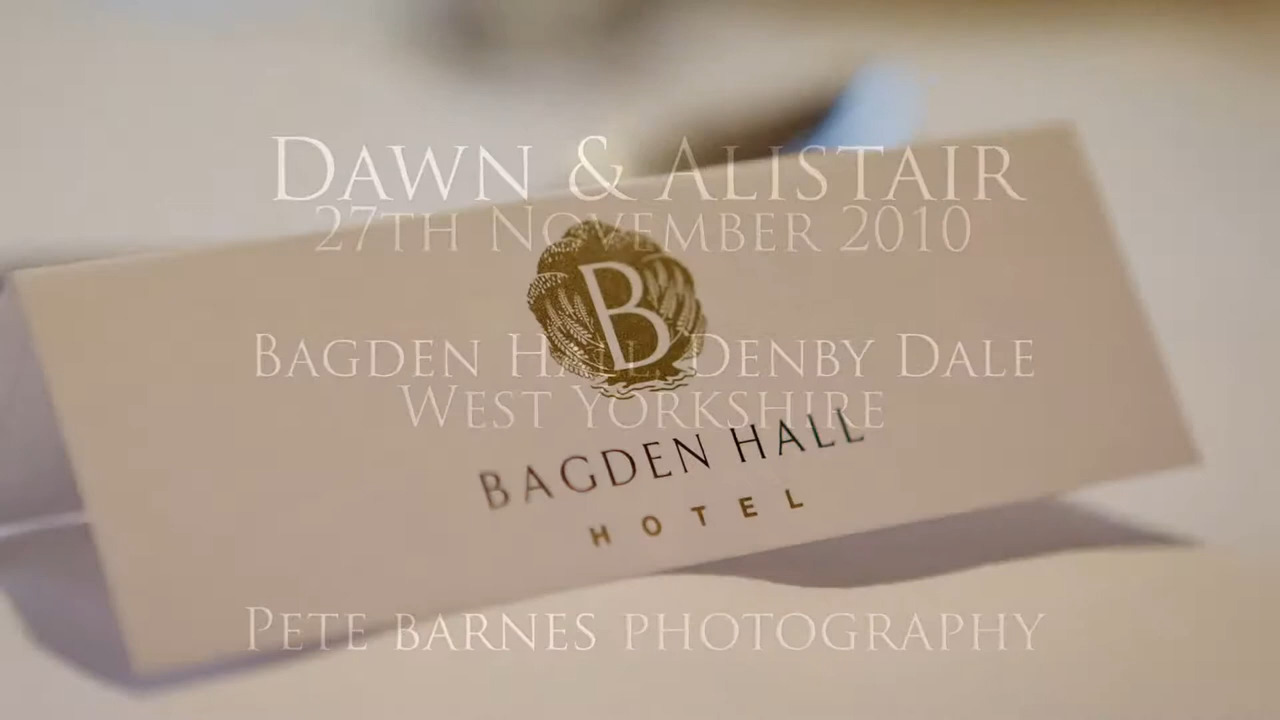 DAWN & ALISTAIR
27TH NOVEMBER 2010
B
BAGDEN HALL, DENBY DALE
WEST YORKSHIRE
BAGDEN HALL
HOTEL
PETE BARNES PHOTOGRAPHY